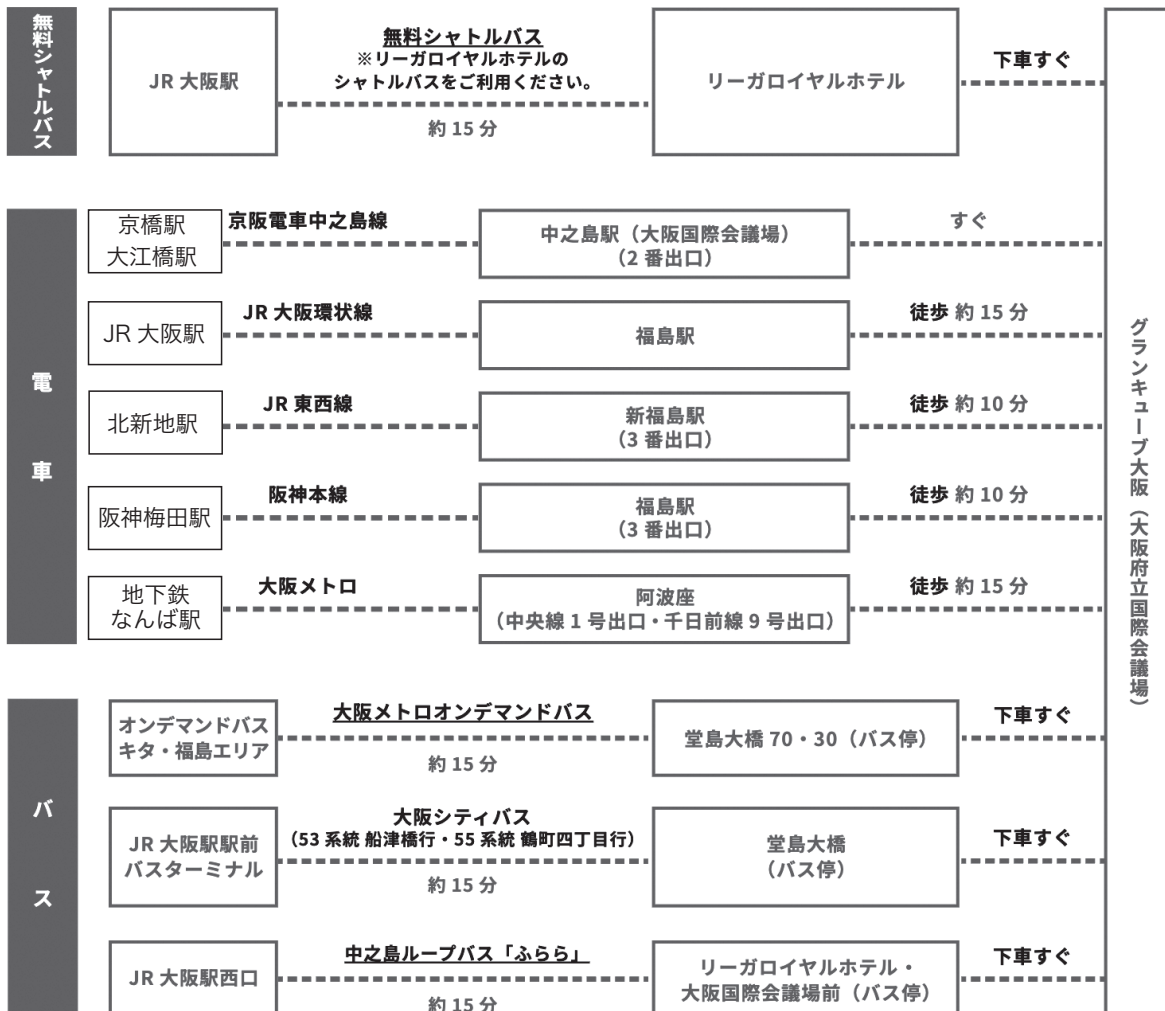 無料シャトルバス
JR 大阪駅
無料シャトルバス
※リーガロイヤルホテルの
シャトルバスをご利用ください。
約 15 分
リーガロイヤルホテル
下車すぐ
電車
京橋駅
大江橋駅
京阪電車中之島線
中之島駅（大阪国際会議場）
（2 番出口）
すぐ
JR 大阪駅
JR 大阪環状線
福島駅
徒歩 約 15 分
北新地駅
JR 東西線
新福島駅
（3 番出口）
徒歩 約 10 分
阪神梅田駅
阪神本線
福島駅
（3 番出口）
徒歩 約 10 分
地下鉄
なんば駅
大阪メトロ
阿波座
（中央線 1 号出口・千日前線 9 号出口）
徒歩 約 15 分
バス
オンデマンドバス
キタ・福島エリア
大阪メトロオンデマンドバス
約 15 分
堂島大橋 70・30（バス停）
下車すぐ
JR 大阪駅駅前
バスターミナル
大阪シティバス
（53 系統 船津橋行・55 系統 鶴町四丁目行）
約 15 分
堂島大橋
（バス停）
下車すぐ
JR 大阪駅西口
中之島ループバス「ふらら」
約 15 分
リーガロイヤルホテル・
大阪国際会議場前（バス停）
下車すぐ
グランキューブ大阪（大阪府立国際会議場）